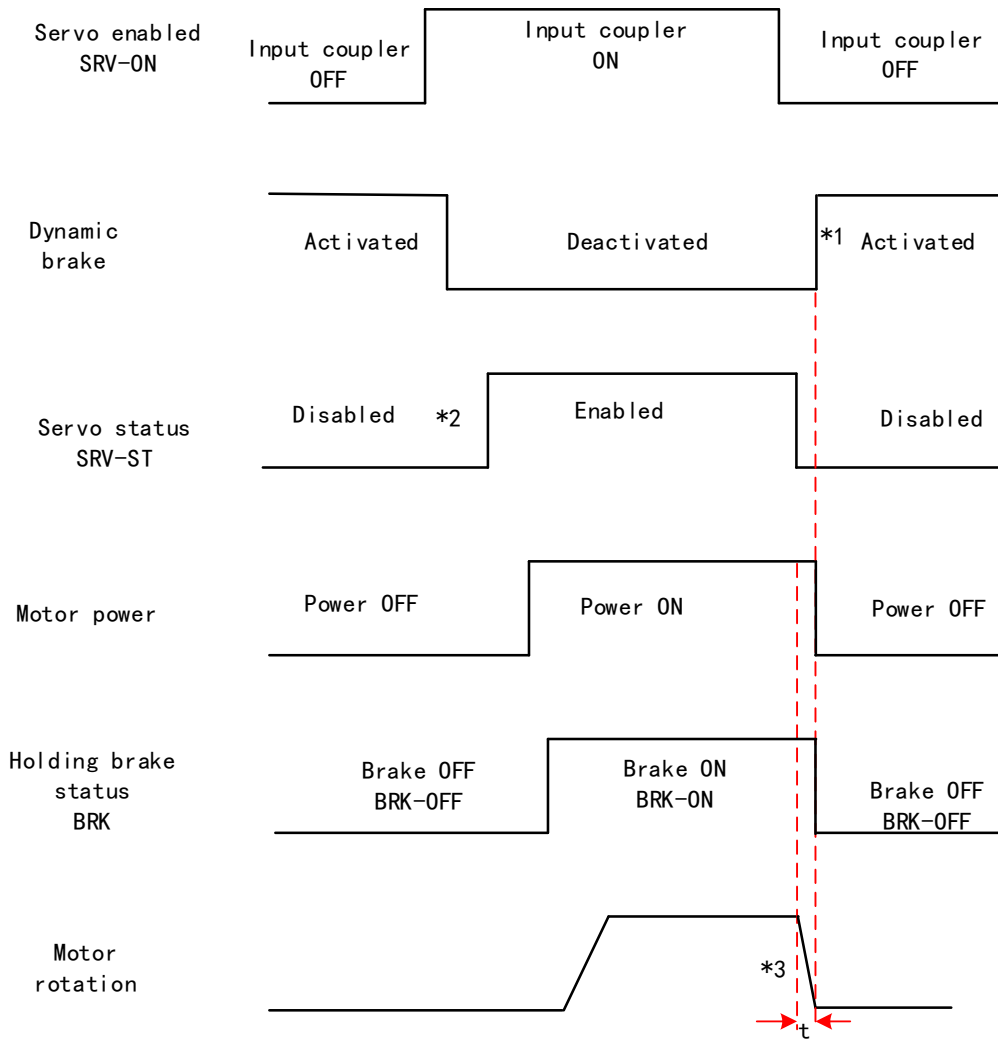 Servo enabled
SRV-ON
Input coupler
OFF
Input coupler
ON
Input coupler
OFF
Dynamic
brake
Activated
Deactivated
*1 Activated
Servo status
SRV-ST
Disabled
*2
Enabled
Disabled
Motor power
Power OFF
Power ON
Power OFF
Holding brake
status
BRK
Brake OFF
BRK-OFF
Brake ON
BRK-ON
Brake OFF
BRK-OFF
Motor
rotation
*3
t